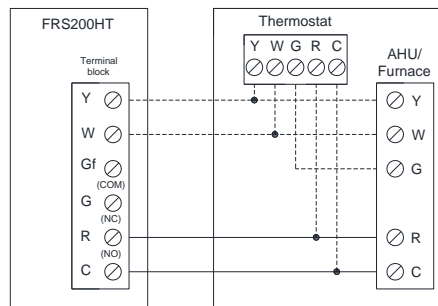 FRS200HT
Thermostat
Y W G R C
AHU/
Furnace
Terminal
block
Y
W
Gf
(COM)
G
(NC)
R
(NO)
C
Y
W
G
R
C